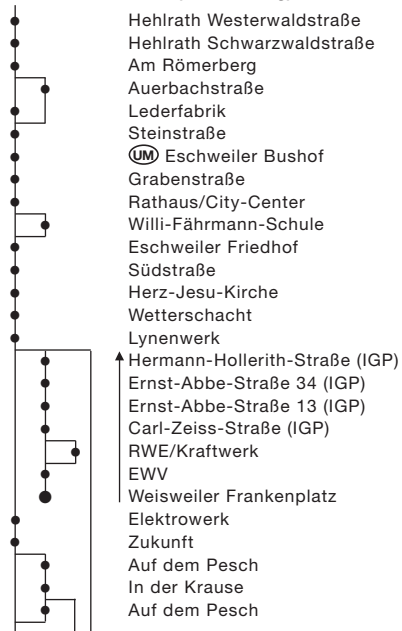 Hehlrath Westerwaldstraße
Hehlrath Schwarzwaldstraße
Am Römerberg
Auerbachstraße
Lederfabrik
Steinstraße
UM Eschweiler Bushof
Grabenstraße
Rathaus/City-Center
Willi-Fährmann-Schule
Eschweiler Friedhof
Südstraße
Herz-Jesu-Kirche
Wetterschacht
Lynenwerk
Hermann-Hollerith-Straße (IGP)
Ernst-Abbe-Straße 34 (IGP)
Ernst-Abbe-Straße 13 (IGP)
Carl-Zeiss-Straße (IGP)
RWE/Kraftwerk
EWV
Weisweiler Frankenplatz
Elektrowerk
Zukunft
Auf dem Pesch
In der Krause
Auf dem Pesch